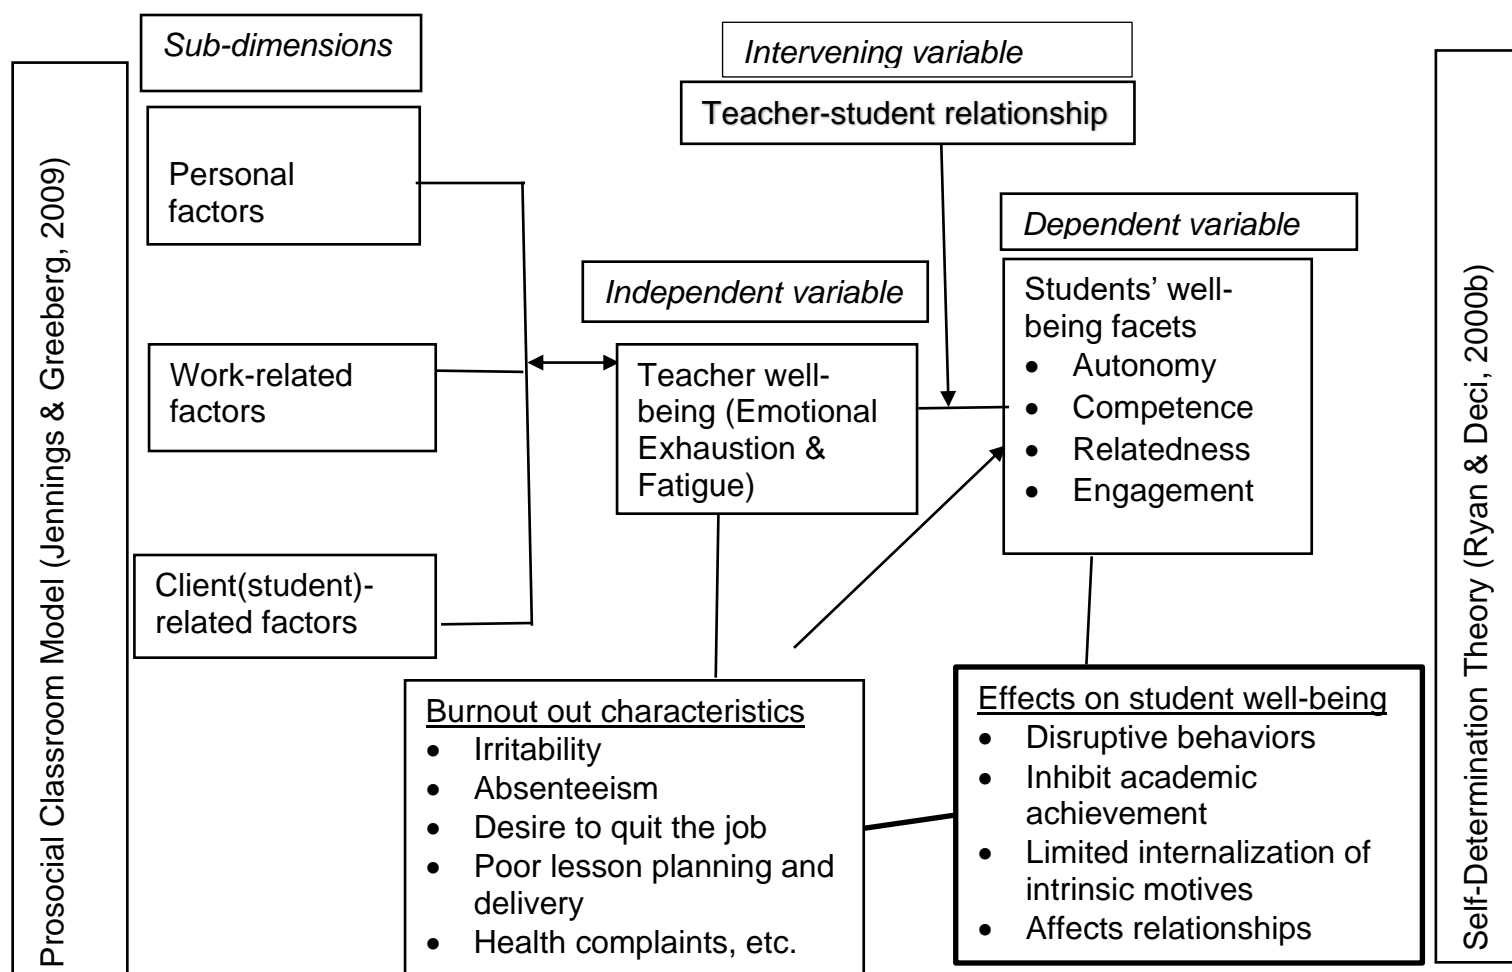 Prosocial Classroom Model (Jennings & Greeberg, 2009)
Sub-dimensions
Personal
factors
Work-related
factors
Client(student)-
related factors
Intervening variable
Teacher-student relationship
Independent variable
Teacher well-
being (Emotional
Exhaustion &
Fatigue)
Dependent variable
Students’ well-
being facets
• Autonomy
• Competence
• Relatedness
• Engagement
Burnout out characteristics
• Irritability
• Absenteeism
• Desire to quit the job
• Poor lesson planning and
delivery
• Health complaints, etc.
Effects on student well-being
• Disruptive behaviors
• Inhibit academic
achievement
• Limited internalization of
intrinsic motives
• Affects relationships
Self-Determination Theory (Ryan & Deci, 2000b)